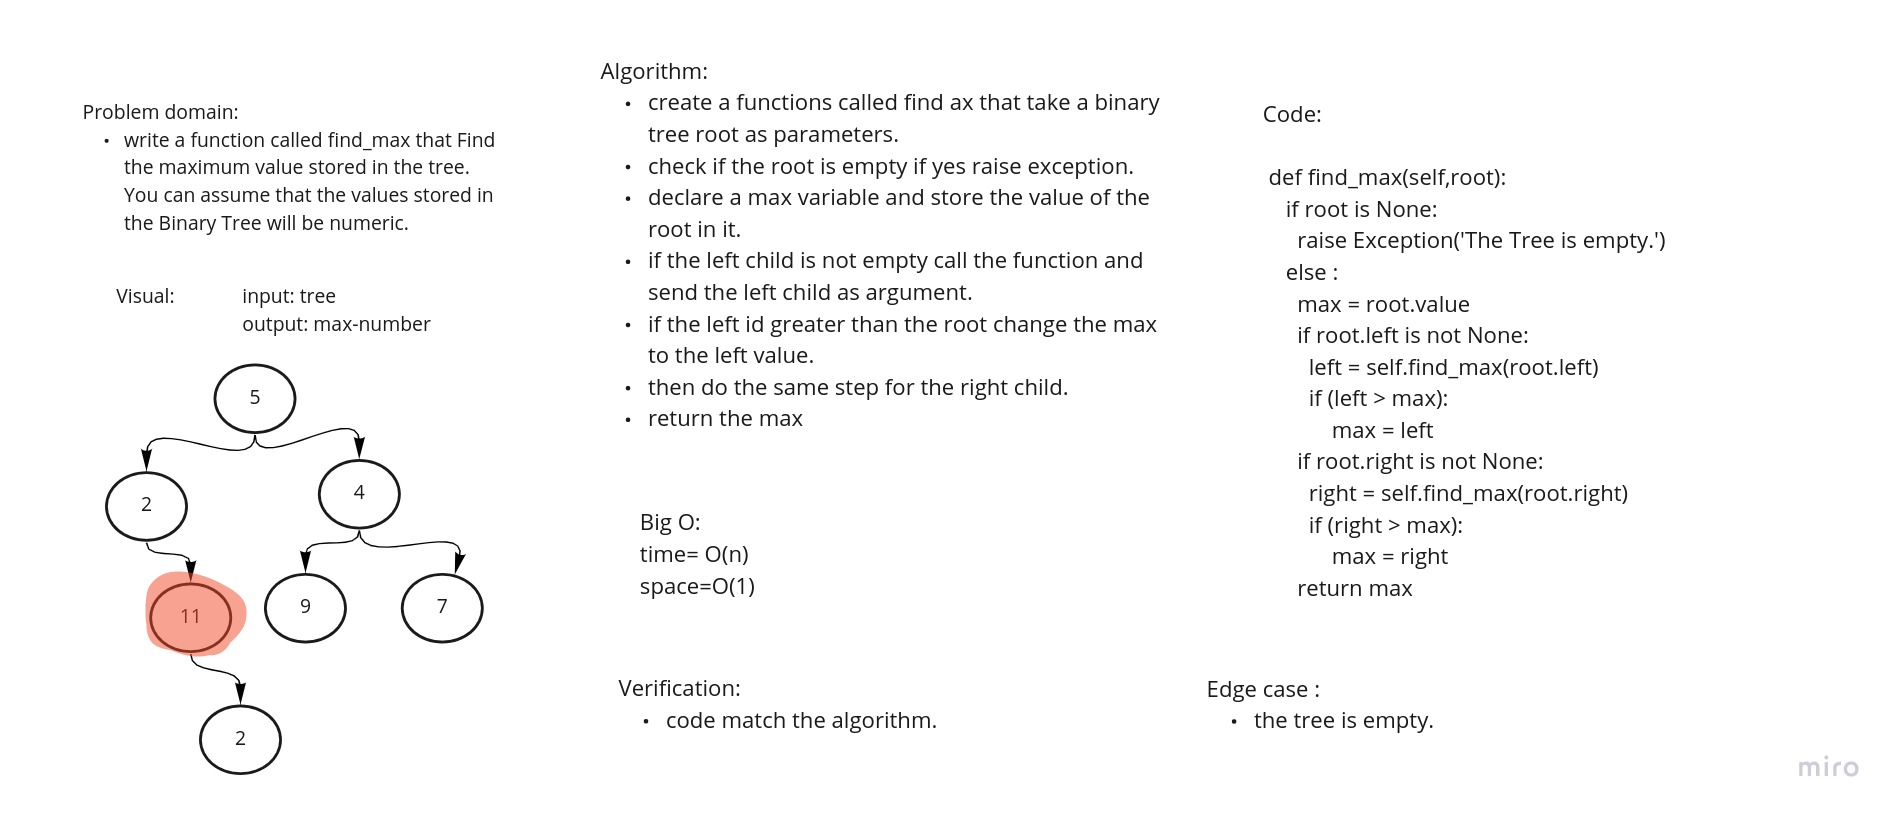 Problem domain:
• write a function called find_max that Find
the maximum value stored in the tree.
You can assume that the values stored in
the Binary Tree will be numeric.
Visual:
input: tree
output: max-number
5
2
4
11
9
7
2
Algorithm:
• create a functions called find ax that take a binary
tree root as parameters.
• check if the root is empty if yes raise exception.
• declare a max variable and store the value of the
root in it.
• if the left child is not empty call the function and
send the left child as argument.
• if the left id greater than the root change the max
to the left value.
• then do the same step for the right child.
• return the max
Big O:
time= O(n)
space=O(1)
Verification:
• code match the algorithm.
Code:
def find_max(self,root):
if root is None:
raise Exception('The Tree is empty.')
else :
max = root.value
if root.left is not None:
left = self.find_max(root.left)
if (left > max):
max = left
if root.right is not None:
right = self.find_max(root.right)
if (right > max):
max = right
return max
Edge case :
• the tree is empty.
miro